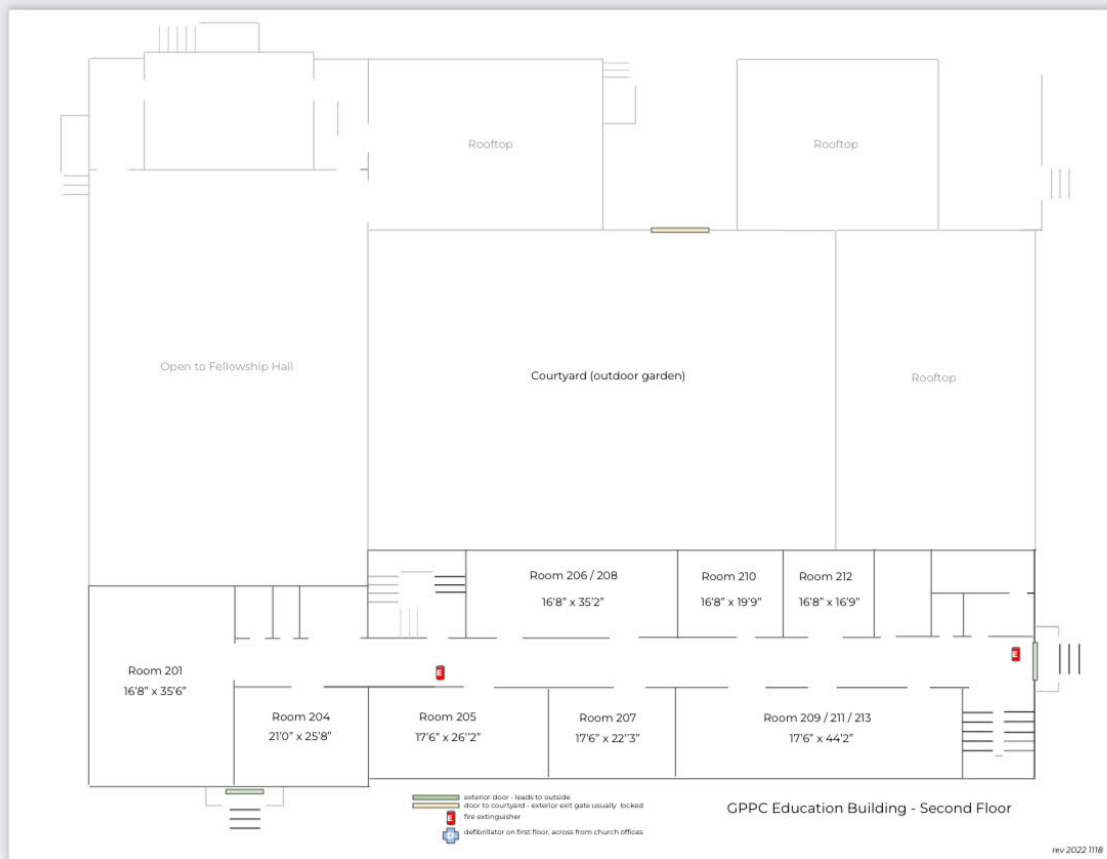 Rooftop
Rooftop
Open to Fellowship Hall
Courtyard (outdoor garden)
Rooftop
Room 206 / 208
16'8" x 35'2"
Room 210
16'8" x 19'9"
Room 212
16'8" x 16'9"
Room 201
16'8" x 35'6"
E
E
Room 204
21'0" x 25'8"
Room 205
17'6" x 26''2"
Room 207
17'6" x 22''3"
Room 209 / 211 / 213
17'6" x 44'2"
exterior door - leads to outside
door to courtyard - exterior exit gate usually locked
E fire extinguisher
D defibrillator on first floor, across from church offices
GPPC Education Building - Second Floor
rev 2022 1118